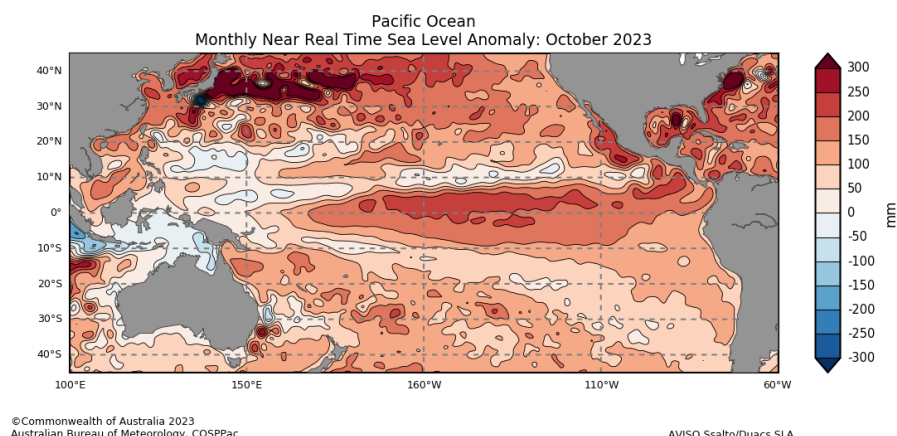 Pacific Ocean
Monthly Near Real Time Sea Level Anomaly: October 2023
40°N
30°N
20°N
10°N
0°
10°S
20°S
30°S
40°S
100°E
150°E
160°W
110°W
60°W
300
250
200
150
100
50
0
-50
-100
-150
-200
-250
-300
mm
©Commonwealth of Australia 2023
Australian Bureau of Meteorology, COSPPac
AVISO Ssalto/Duacs SLA